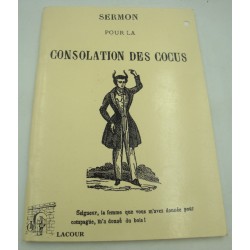 SERMON
POUR LA
CONSOLATION DES COCUS
Seigneur, la femme que vous m'avez donnée pour
compagne, m'a donné du bois!
LACOUR